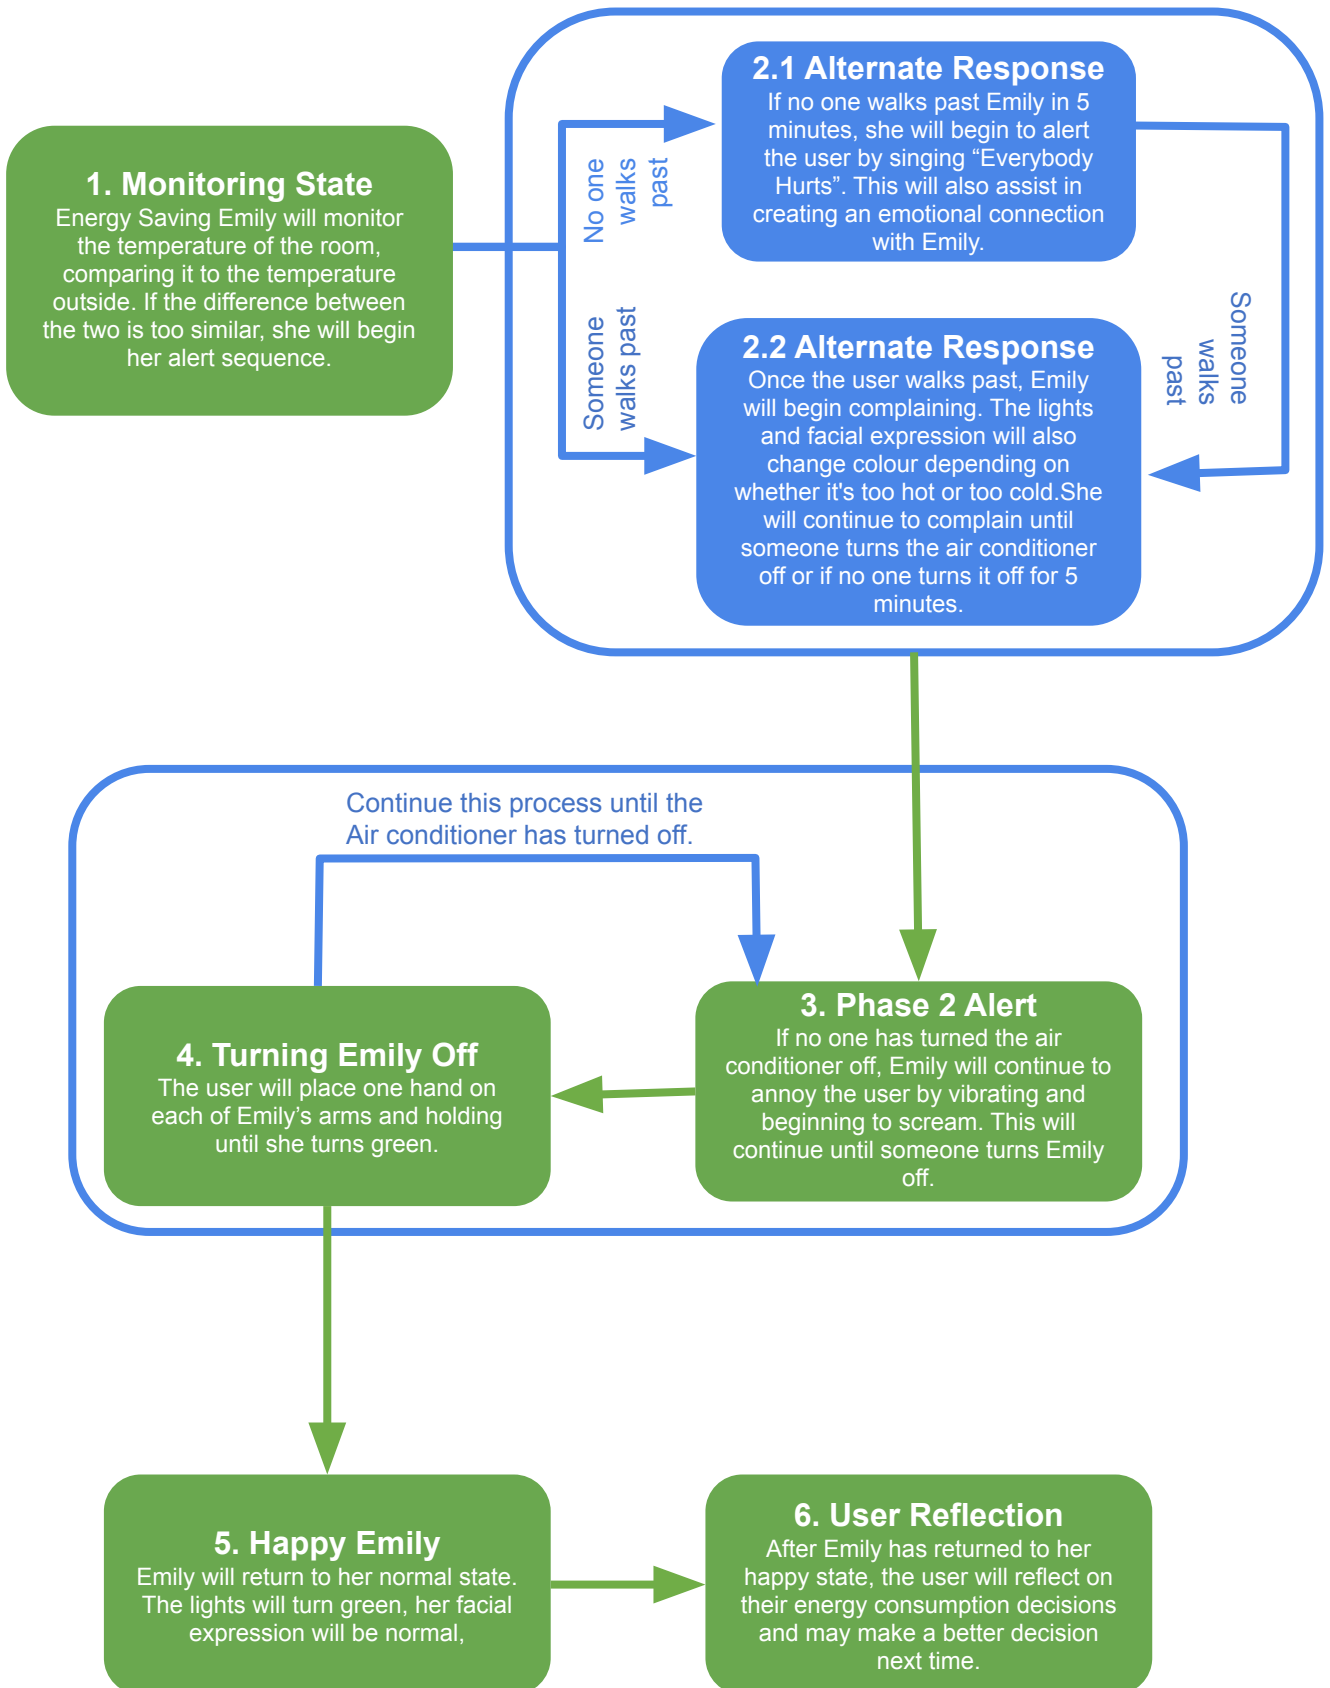 1. Monitoring State
Energy Saving Emily will monitor
the temperature of the room,
comparing it to the temperature
outside. If the difference between
the two is too similar, she will begin
her alert sequence.
No one
walks
past
Someone
walks past
2.1 Alternate Response
If no one walks past Emily in 5
minutes, she will begin to alert
the user by singing “Everybody
Hurts”. This will also assist in
creating an emotional connection
with Emily.
Someone
walks
past
2.2 Alternate Response
Once the user walks past, Emily
will begin complaining. The lights
and facial expression will also
change colour depending on
whether it's too hot or too cold.She
will continue to complain until
someone turns the air conditioner
off or if no one turns it off for 5
minutes.
Continue this process until the
Air conditioner has turned off.
3. Phase 2 Alert
If no one has turned the air
conditioner off, Emily will continue to
annoy the user by vibrating and
beginning to scream. This will
continue until someone turns Emily
off.
4. Turning Emily Off
The user will place one hand on
each of Emily’s arms and holding
until she turns green.
5. Happy Emily
Emily will return to her normal state.
The lights will turn green, her facial
expression will be normal,
6. User Reflection
After Emily has returned to her
happy state, the user will reflect on
their energy consumption decisions
and may make a better decision
next time.